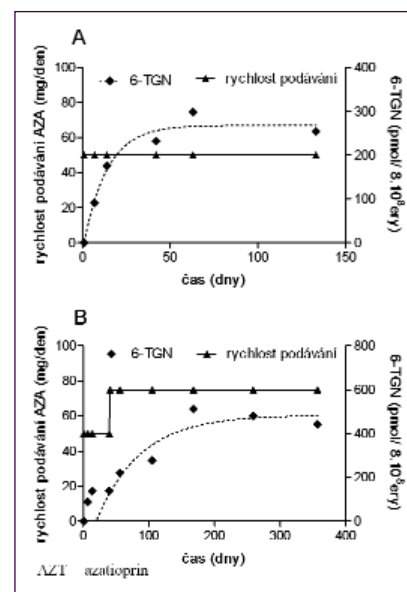 A
6-TGN rychlost podávání
rychlost podávání AZA (mg/den)
100
80
60
40
20
0
400
300
200
100
0
6-TGN (pmol/ 8.10⁸ery)
0 50 100 150
čas (dny)
B
6-TGN rychlost podávání
rychlost podávání AZA (mg/den)
100
80
60
40
20
0
800
600
400
200
0
6-TGN (pmol/ 8.10⁸ery)
0 100 200 300 400
čas (dny)
AZT azatioprin